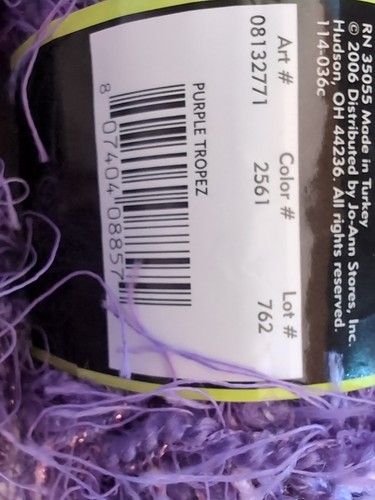 RN 35055 Made in Turkey
© 2006 Distributed by Jo-Ann Stores, Inc.
Hudson, OH 44236. All rights reserved.
114-036c
Art # Color # Lot #
08132771 2561 762
PURPLE TROPEZ
8 07404 08857